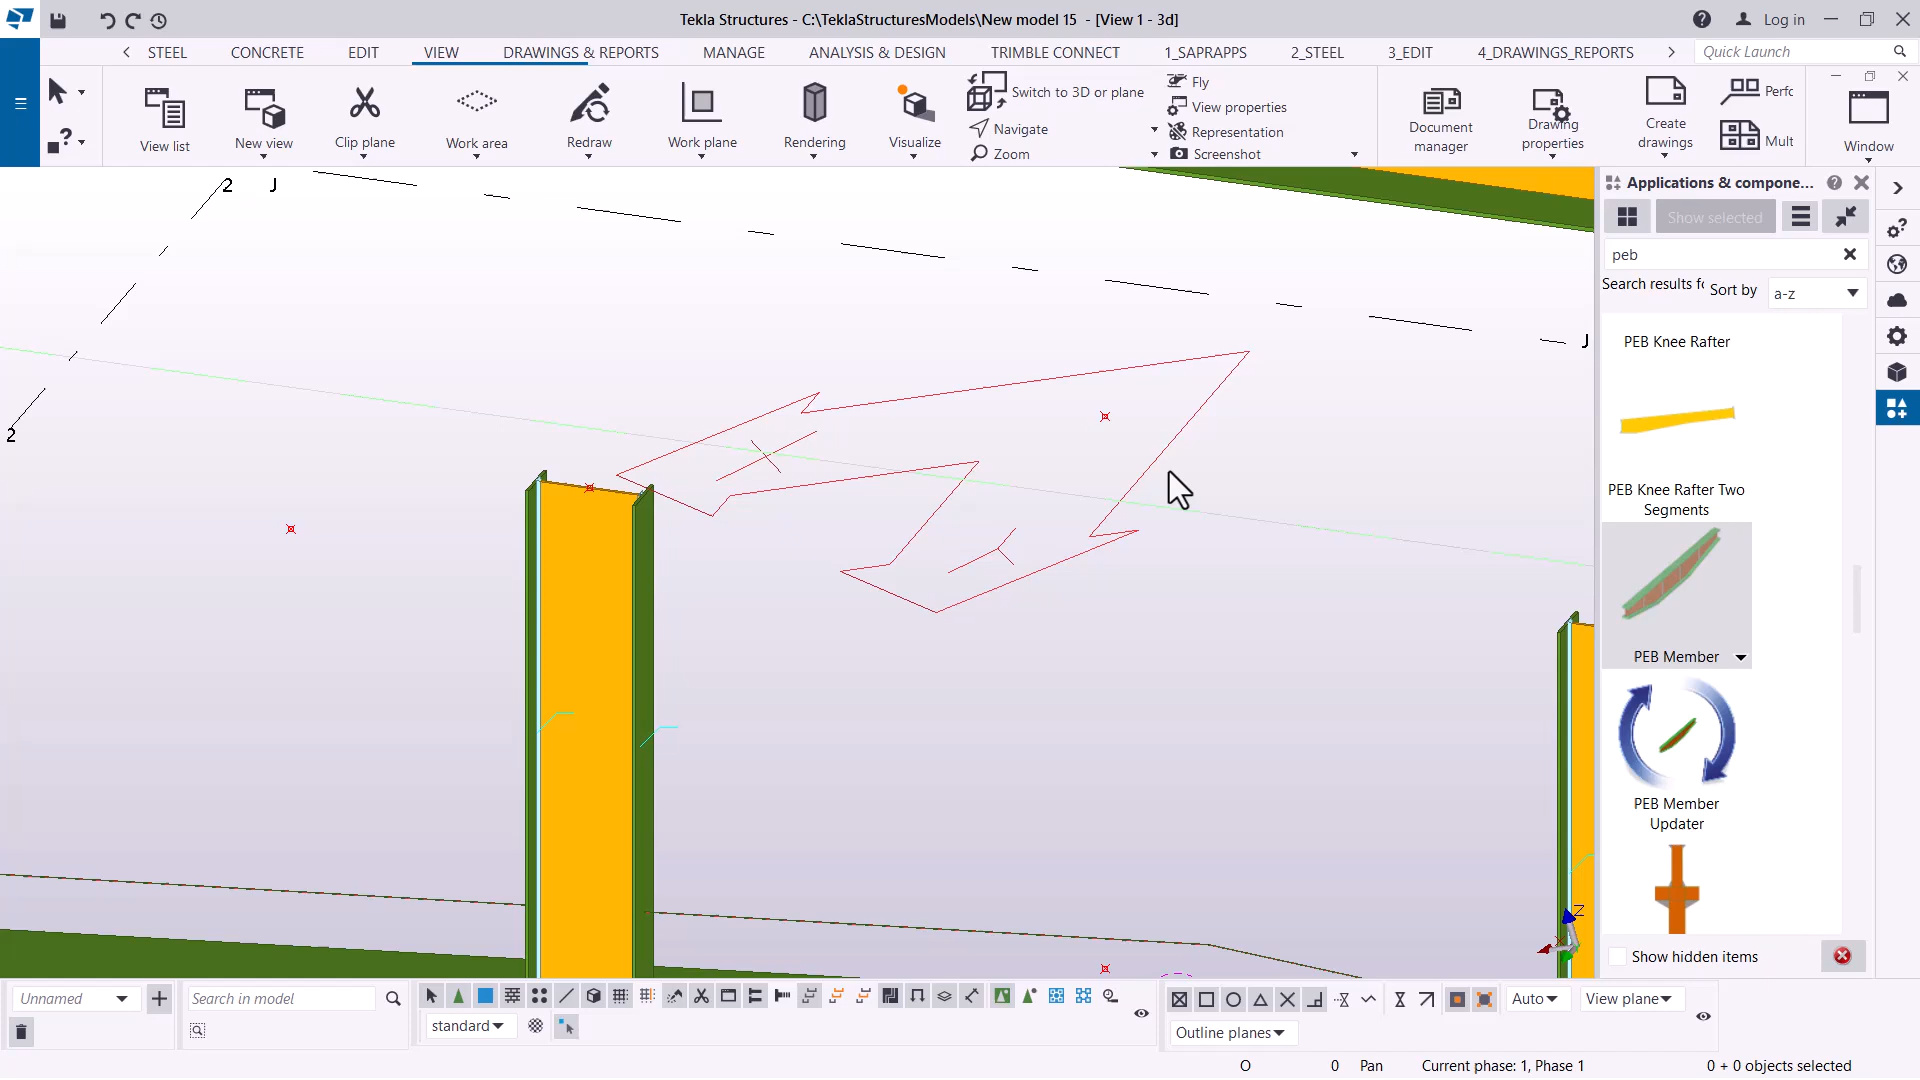 Tekla Structures - C:\TeklaStructuresModels\New model 15 - [View 1 - 3d]
Log in
STEEL
CONCRETE
EDIT
VIEW
DRAWINGS & REPORTS
MANAGE
ANALYSIS & DESIGN
TRIMBLE CONNECT
1_SAPRAPPS
2_STEEL
3_EDIT
4_DRAWINGS_REPORTS
Quick Launch
View list
New view
Clip plane
Work area
Redraw
Work plane
Rendering
Visualize
Switch to 3D or plane
Navigate
Zoom
Fly
View properties
Representation
Screenshot
Document
manager
Drawing
properties
Create
drawings
Perfc
Mult
Window
2
J
J
2
X
Y
Z
X
Applications & compone...
Show selected
peb
Search results fo
Sort by
a-z
PEB Knee Rafter
PEB Knee Rafter Two
Segments
PEB Member
PEB Member
Updater
Show hidden items
Unnamed
Search in model
standard
Auto
View plane
Outline planes
O
0
Pan
Current phase: 1, Phase 1
0 + 0 objects selected